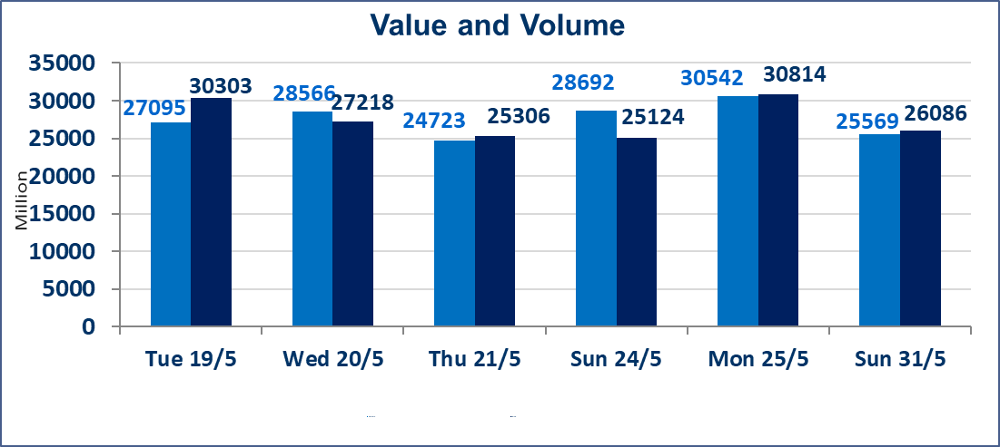 Value and Volume
Million
35000
30000
25000
20000
15000
10000
5000
0
27095
30303
28566
27218
24723
25306
28692
25124
30542
30814
25569
26086
Tue 19/5
Wed 20/5
Thu 21/5
Sun 24/5
Mon 25/5
Sun 31/5